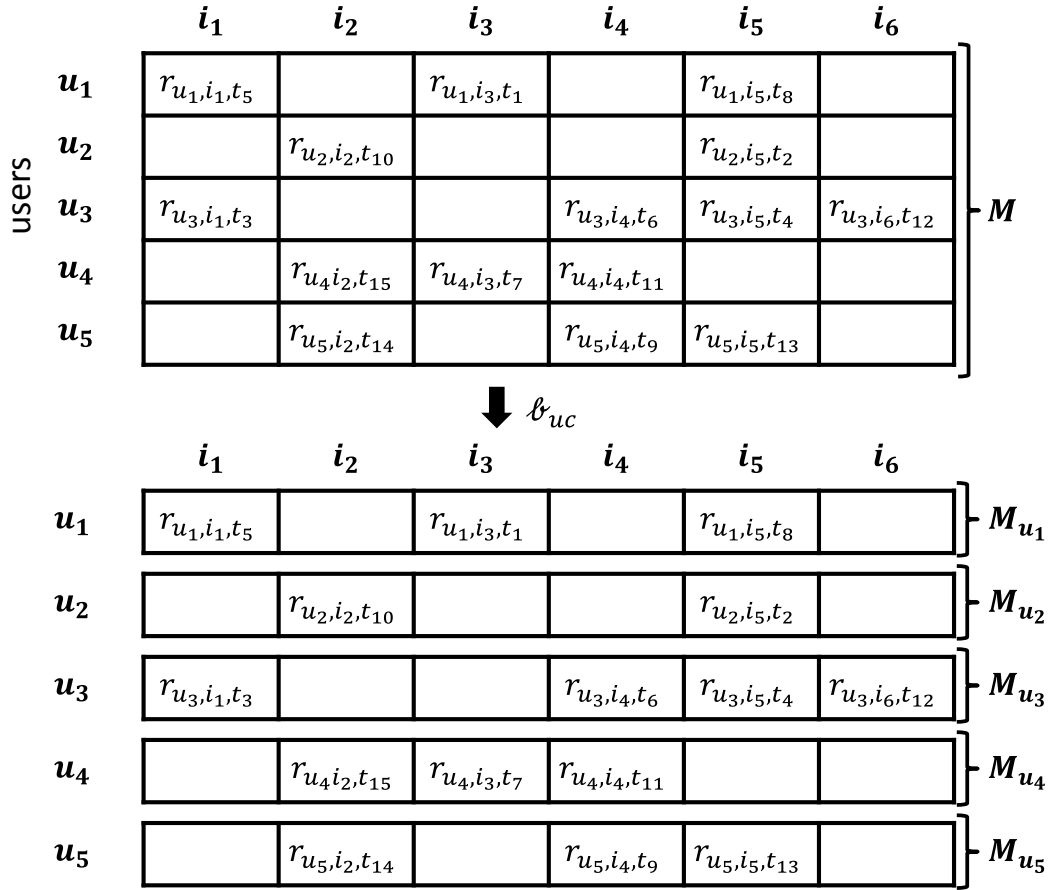 i₁ i₂ i₃ i₄ i₅ i₆
users
u₁ r_{u₁,i₁,t₅} r_{u₁,i₃,t₁} r_{u₁,i₅,t₈}
u₂ r_{u₂,i₂,t₁₀} r_{u₂,i₅,t₂}
u₃ r_{u₃,i₁,t₃} r_{u₃,i₄,t₆} r_{u₃,i₅,t₄} r_{u₃,i₆,t₁₂} M
u₄ r_{u₄i₂,t₁₅} r_{u₄,i₃,t₇} r_{u₄,i₄,t₁₁}
u₅ r_{u₅,i₂,t₁₄} r_{u₅,i₄,t₉} r_{u₅,i₅,t₁₃}
𝒷_{uc}
i₁ i₂ i₃ i₄ i₅ i₆
u₁ r_{u₁,i₁,t₅} r_{u₁,i₃,t₁} r_{u₁,i₅,t₈} M_{u₁}
u₂ r_{u₂,i₂,t₁₀} r_{u₂,i₅,t₂} M_{u₂}
u₃ r_{u₃,i₁,t₃} r_{u₃,i₄,t₆} r_{u₃,i₅,t₄} r_{u₃,i₆,t₁₂} M_{u₃}
u₄ r_{u₄i₂,t₁₅} r_{u₄,i₃,t₇} r_{u₄,i₄,t₁₁} M_{u₄}
u₅ r_{u₅,i₂,t₁₄} r_{u₅,i₄,t₉} r_{u₅,i₅,t₁₃} M_{u₅}